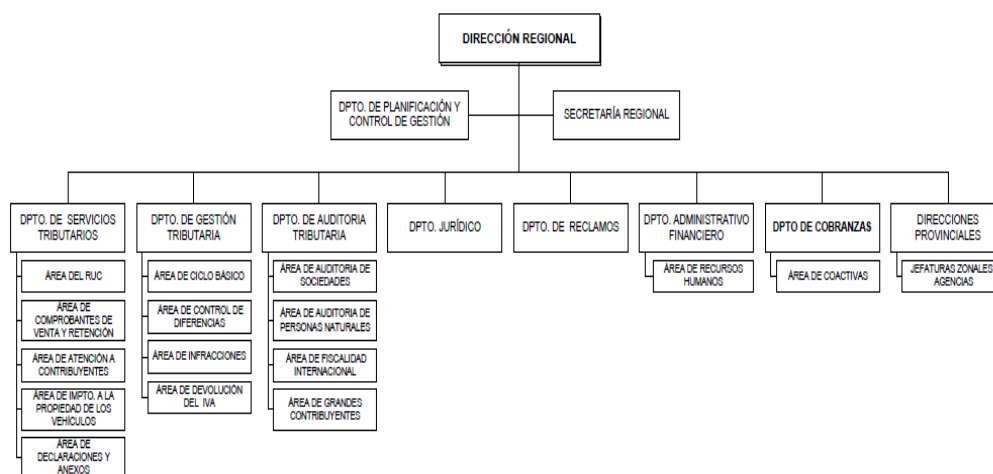 DIRECCIÓN REGIONAL
DPTO. DE PLANIFICACIÓN Y
CONTROL DE GESTIÓN
SECRETARÍA REGIONAL
DPTO. DE SERVICIOS
TRIBUTARIOS
DPTO. DE GESTIÓN
TRIBUTARIA
DPTO. DE AUDITORIA
TRIBUTARIA
DPTO. JURÍDICO
DPTO. DE RECLAMOS
DPTO. ADMINISTRATIVO
FINANCIERO
DPTO DE COBRANZAS
DIRECCIONES
PROVINCIALES
ÁREA DEL RUC
ÁREA DE
COMPROBANTES DE
VENTA Y RETENCIÓN
ÁREA DE ATENCIÓN A
CONTRIBUYENTES
ÁREA DE IMPTO. A LA
PROPIEDAD DE LOS
VEHÍCULOS
ÁREA DE
DECLARACIONES Y
ANEXOS
ÁREA DE CICLO BÁSICO
ÁREA DE CONTROL DE
DIFERENCIAS
ÁREA DE INFRACCIONES
ÁREA DE DEVOLUCIÓN
DEL IVA
ÁREA DE AUDITORIA DE
SOCIEDADES
ÁREA DE AUDITORIA DE
PERSONAS NATURALES
ÁREA DE FISCALIDAD
INTERNACIONAL
ÁREA DE GRANDES
CONTRIBUYENTES
ÁREA DE RECURSOS
HUMANOS
ÁREA DE COACTIVAS
JEFATURAS ZONALES
AGENCIAS